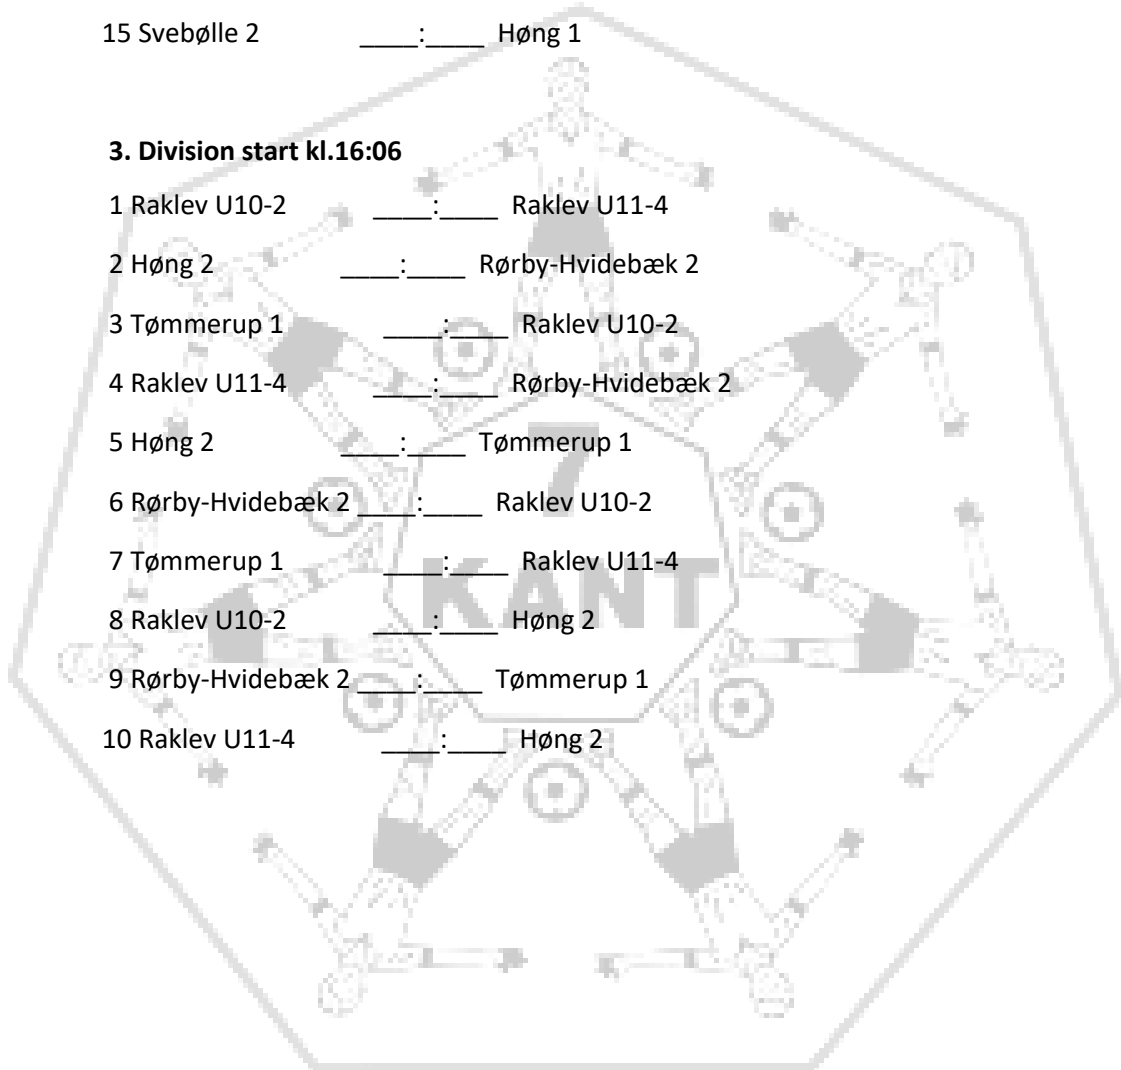 15 Svebølle 2 ____:____ Høng 1
3. Division start kl.16:06
1 Raklev U10-2 ____:____ Raklev U11-4
2 Høng 2 ____:____ Rørby-Hvidebæk 2
3 Tømmerup 1 ____:____ Raklev U10-2
4 Raklev U11-4 ____:____ Rørby-Hvidebæk 2
5 Høng 2 ____:____ Tømmerup 1
6 Rørby-Hvidebæk 2 ____:____ Raklev U10-2
7 Tømmerup 1 ____:____ Raklev U11-4
8 Raklev U10-2 ____:____ Høng 2
9 Rørby-Hvidebæk 2 ____:____ Tømmerup 1
10 Raklev U11-4 ____:____ Høng 2
7
KANT